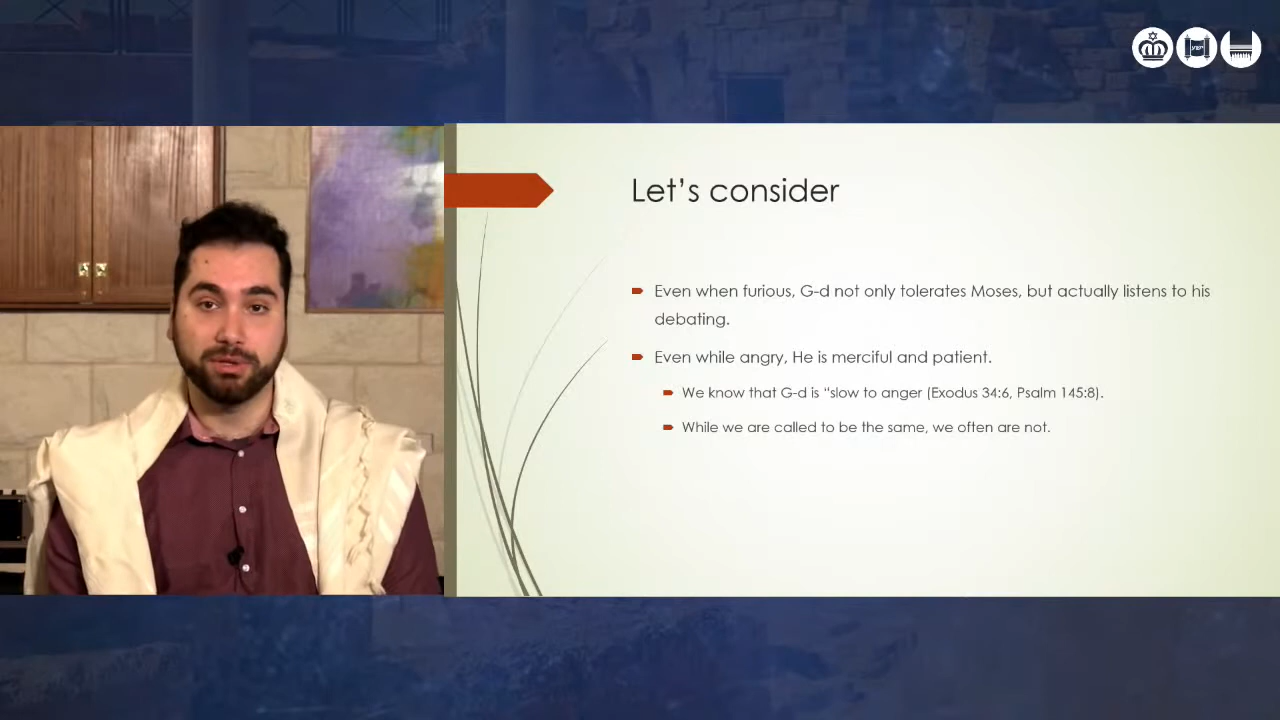 Let's consider
Even when furious, G-d not only tolerates Moses, but actually listens to his
debating.
Even while angry, He is merciful and patient.
We know that G-d is “slow to anger (Exodus 34:6, Psalm 145:8).
While we are called to be the same, we often are not.